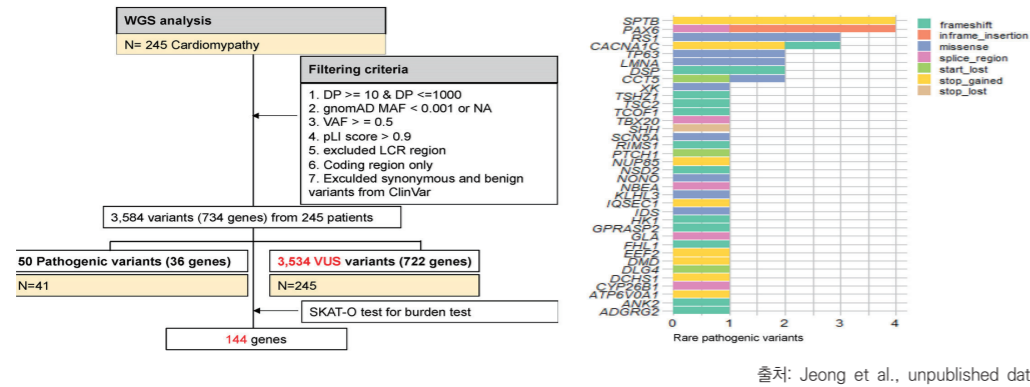 WGS analysis
N= 245 Cardiomypathy
Filtering criteria
1. DP >= 10 & DP <=1000
2. gnomAD MAF < 0.001 or NA
3. VAF > = 0.5
4. pLI score > 0.9
5. excluded LCR region
6. Coding region only
7. Exculded synonymous and benign
variants from ClinVar
3,584 variants (734 genes) from 245 patients
50 Pathogenic variants (36 genes)
N=41
3,534 VUS variants (722 genes)
N=245
SKAT-O test for burden test
144 genes
SPTB
PAX6
RS1
CACNA1C
TP63
LMNA
DSP
CCT5
XK
TSHZ1
TSC2
TCOF1
TBX20
SHH
SCN5A
RIMS1
PTCH1
NUP85
NSD2
NONO
NBEA
KLHL3
IQSEC1
IDS
HK1
GPRASP2
GLA
FHL1
EEF2
DMD
DLG4
DCHS1
CYP26B1
ATP6V0A1
ANK2
ADGRG2
0 1 2 3 4
Rare pathogenic variants
frameshift
inframe_insertion
missense
splice_region
start_lost
stop_gained
stop_lost
출처: Jeong et al., unpublished dat